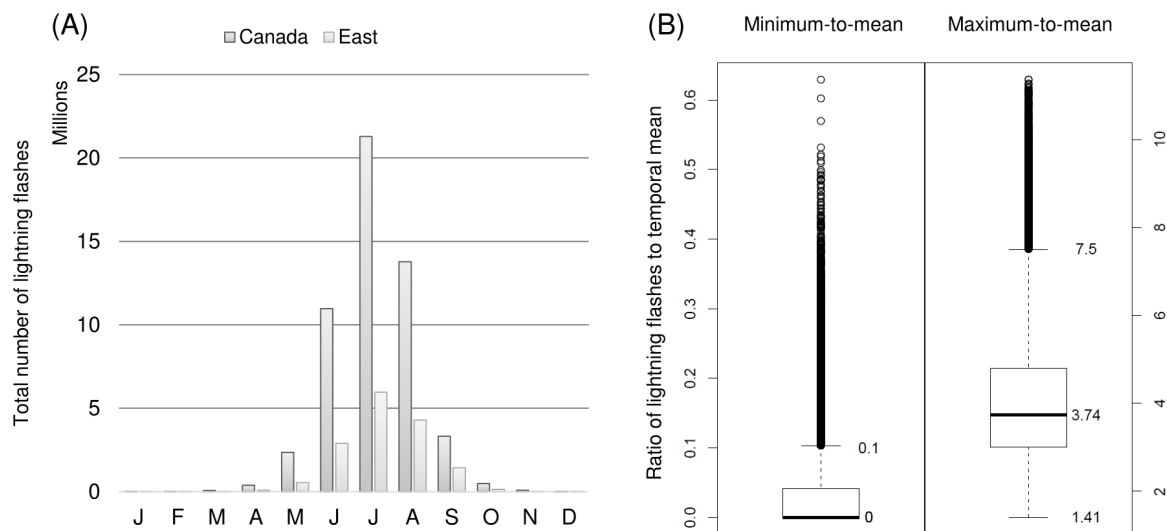 (A)
Canada East
Total number of lightning flashes
Millions
25
20
15
10
5
0
J F M A M J J A S O N D
(B)
Minimum-to-mean Maximum-to-mean
Ratio of lightning flashes to temporal mean
0.6
0.5
0.4
0.3
0.2
0.1
0.0
0.1
0
7.5
3.74
1.41
10
8
6
4
2